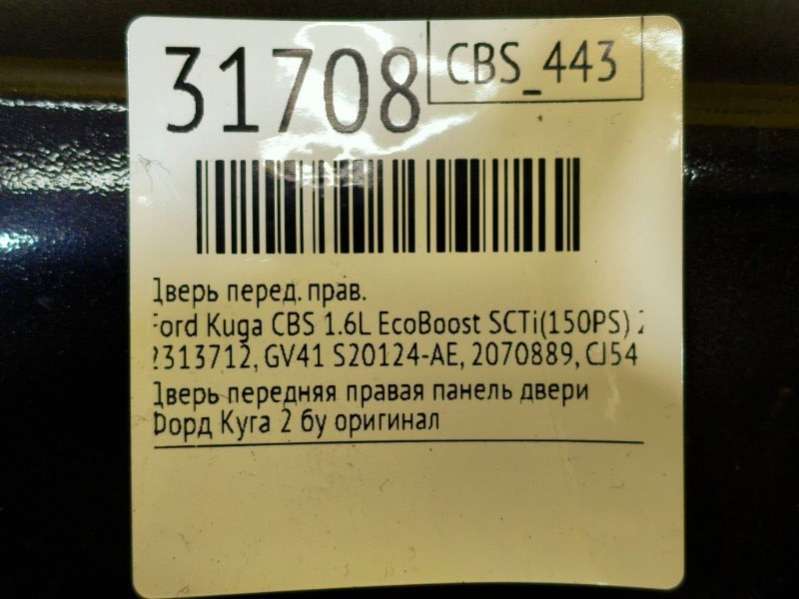 31708
CBS_443
Дверь перед. прав.
Ford Kuga CBS 1.6L EcoBoost SCTi(150PS) 2
2313712, GV41 S20124-AE, 2070889, CJ54
Дверь передняя правая панель двери
Форд Куга 2 бу оригинал